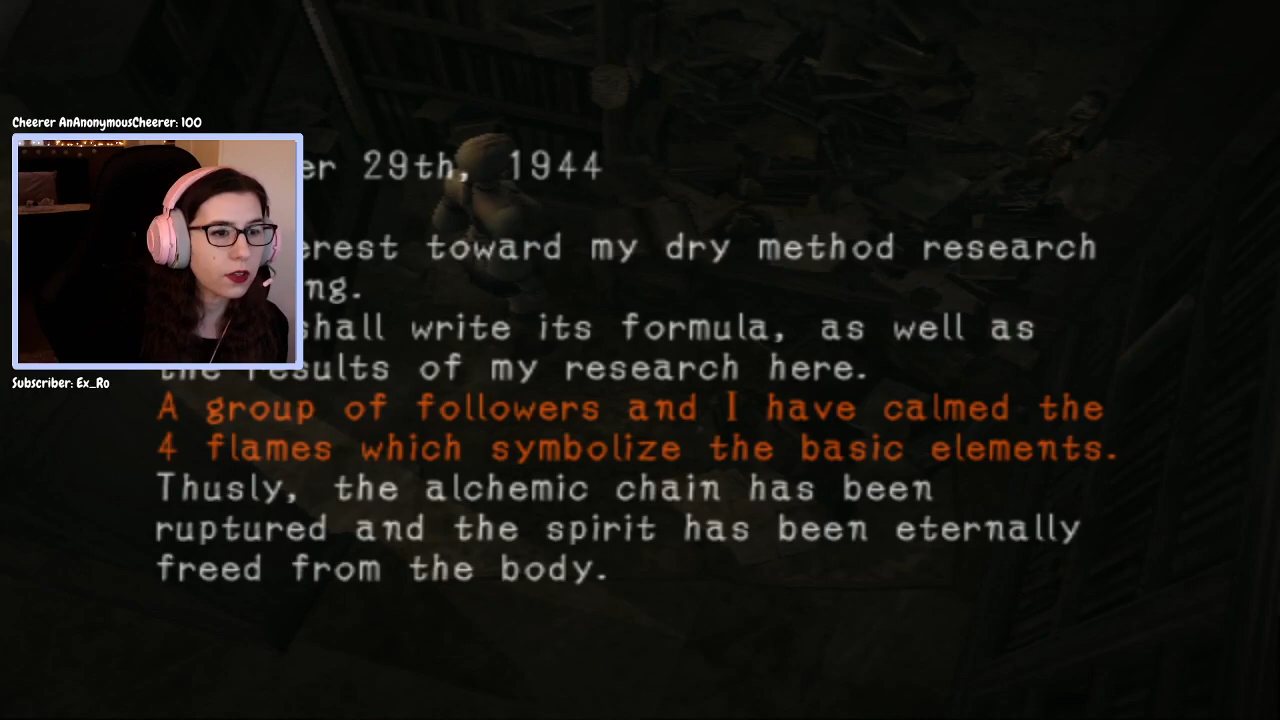 Cheerer AnAnonymousCheerer: 100
er 29th, 1944
erest toward my dry method research
ng.
shall write its formula, as well as
the results of my research here.
Subscriber: Ex_Ro
A group of followers and I have calmed the
4 flames which symbolize the basic elements.
Thusly, the alchemic chain has been
ruptured and the spirit has been eternally
freed from the body.